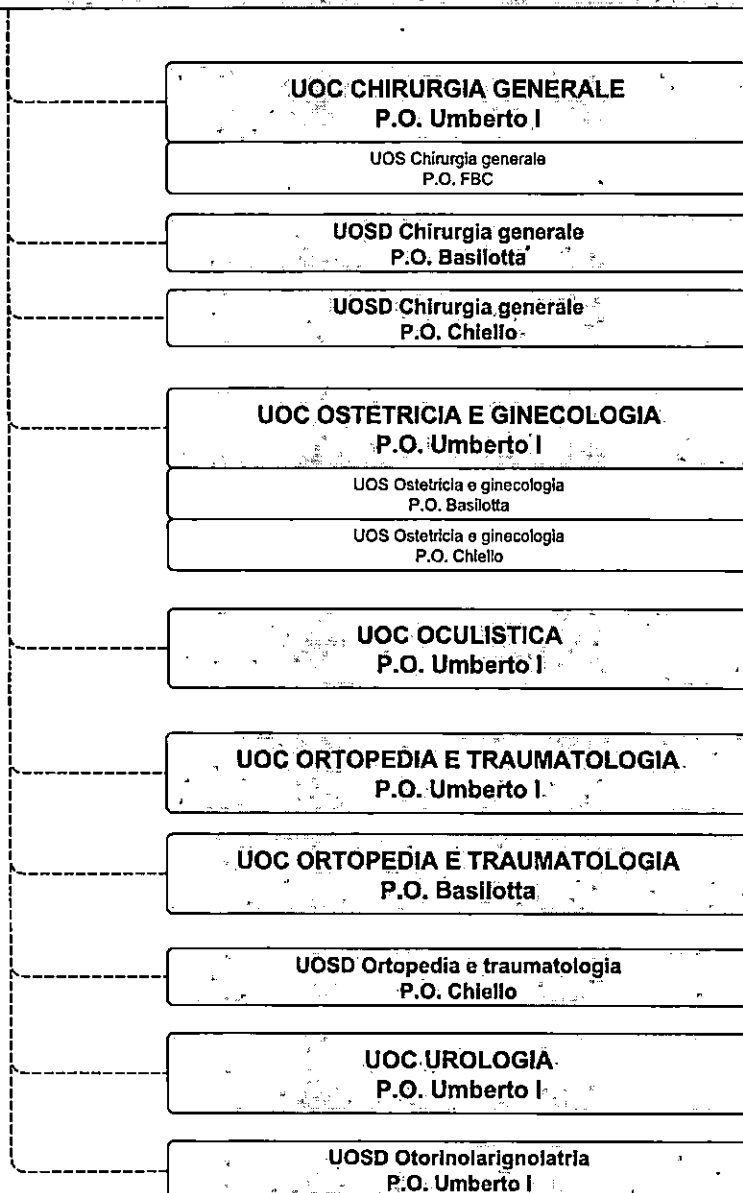 UOC CHIRURGIA GENERALE
P.O. Umberto I
UOS Chirurgia generale
P.O. FBC
UOSD Chirurgia generale
P.O. Basilotta
UOSD Chirurgia generale
P.O. Chiello
UOC OSTETRICIA E GINECOLOGIA
P.O. Umberto I
UOS Ostetricia e ginecologia
P.O. Basilotta
UOS Ostetricia e ginecologia
P.O. Chiello
UOC OCULISTICA
P.O. Umberto I
UOC ORTOPEDIA E TRAUMATOLOGIA
P.O. Umberto I
UOC ORTOPEDIA E TRAUMATOLOGIA
P.O. Basilotta
UOSD Ortopedia e traumatologia
P.O. Chiello
UOC UROLOGIA
P.O. Umberto I
UOSD Otorinolarignoiatria
P.O. Umberto I